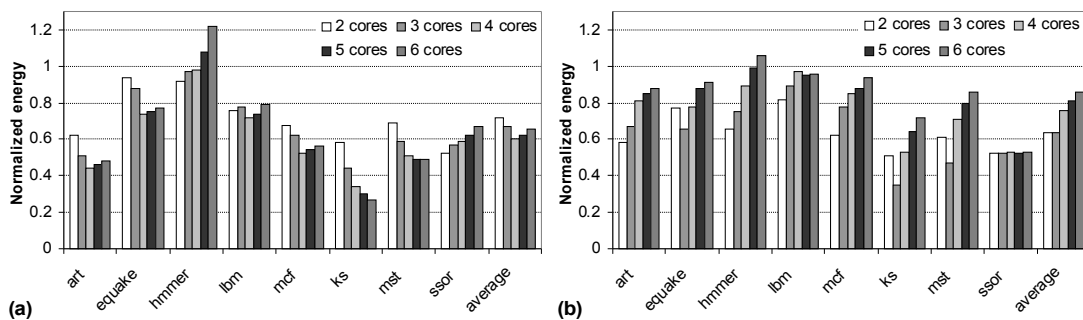 Normalized energy
1.2
1
0.8
0.6
0.4
0.2
0
2 cores 3 cores 4 cores
5 cores 6 cores
art
equake
hmmer
lbm
mcf
ks
mst
ssor
average
(a)
Normalized energy
1.2
1
0.8
0.6
0.4
0.2
0
2 cores 3 cores 4 cores
5 cores 6 cores
art
equake
hmmer
lbm
mcf
ks
mst
ssor
average
(b)